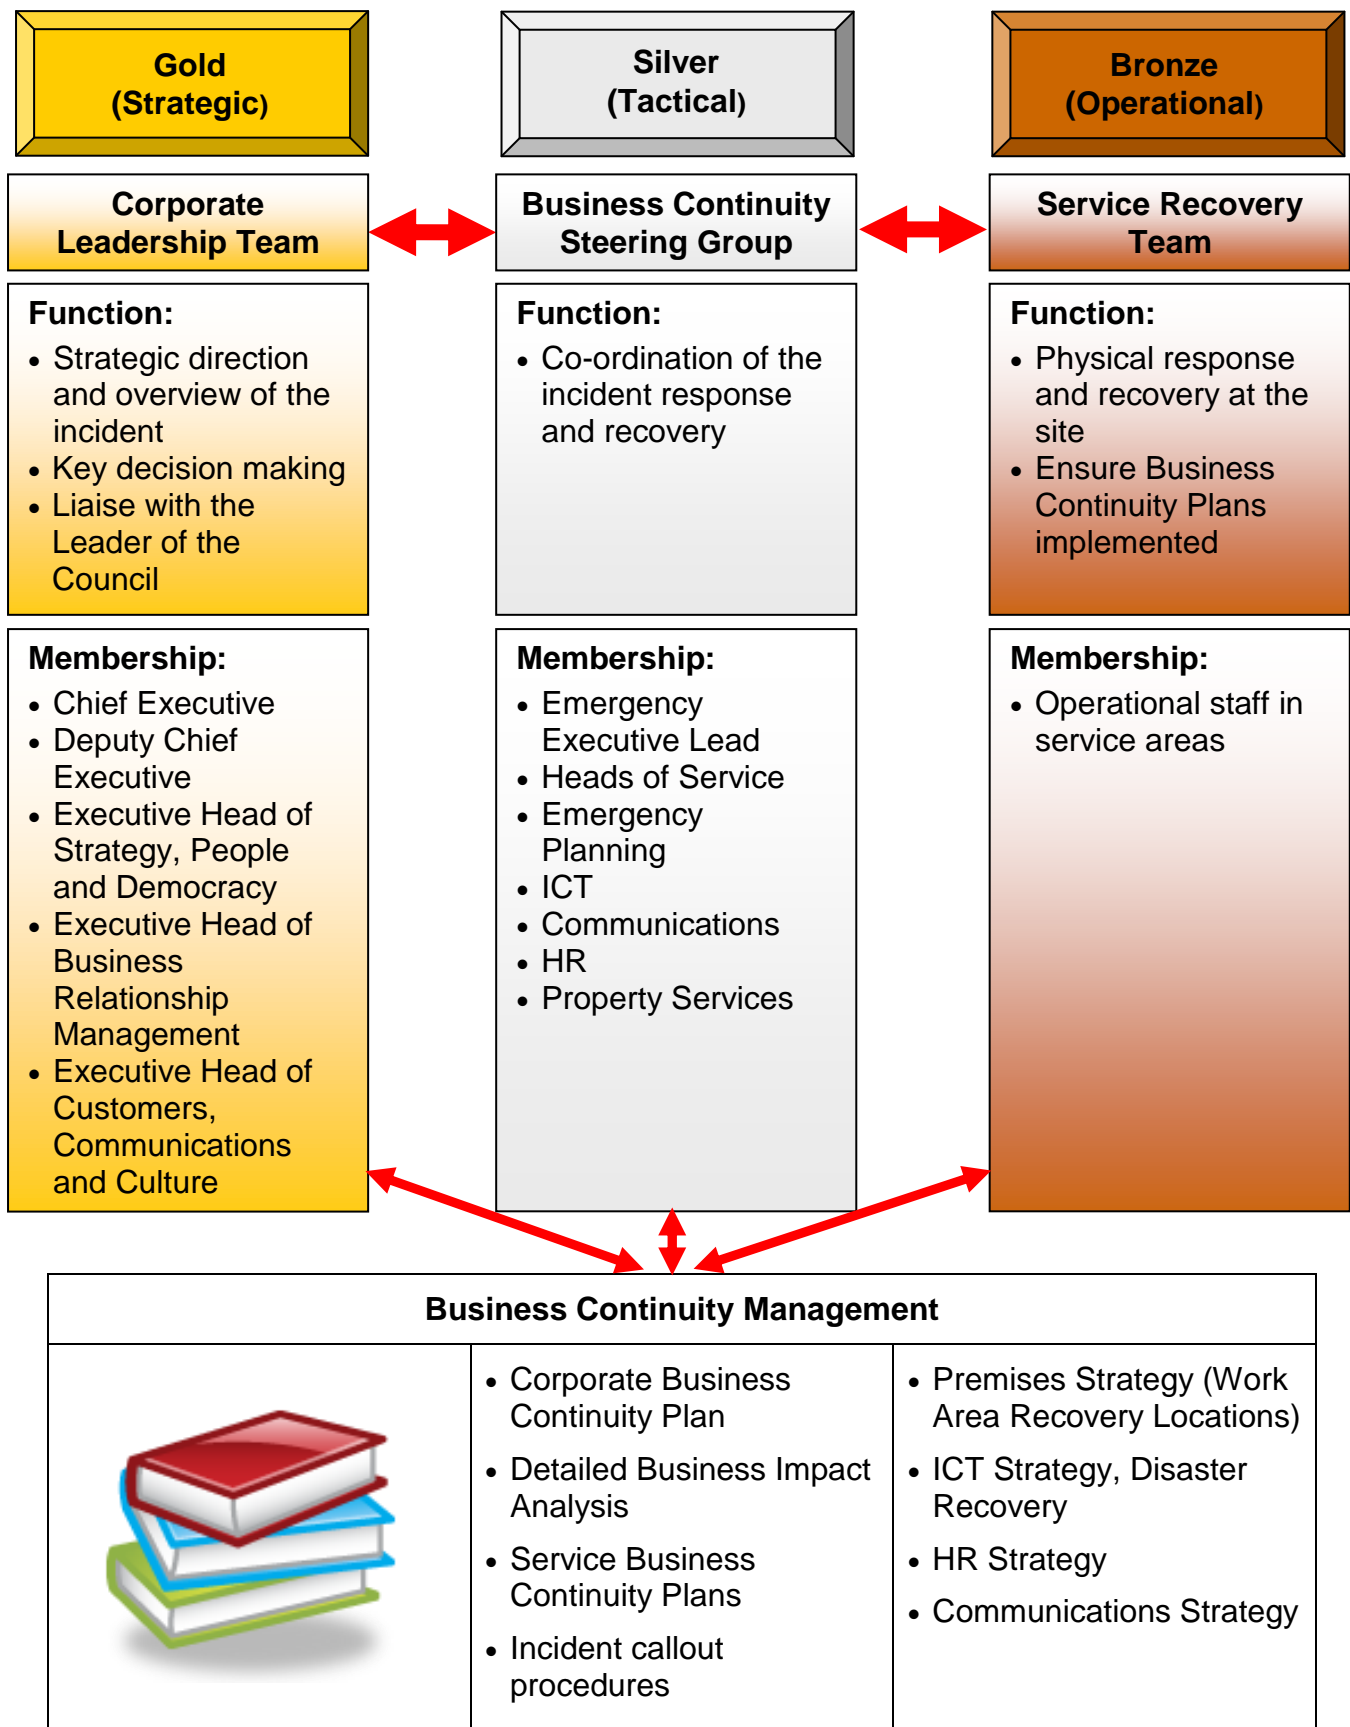 Gold
(Strategic)
Silver
(Tactical)
Bronze
(Operational)
Corporate
Leadership Team
Business Continuity
Steering Group
Service Recovery
Team
Function:
• Strategic direction
and overview of the
incident
• Key decision making
• Liaise with the
Leader of the
Council
Function:
• Co-ordination of the
incident response
and recovery
Function:
• Physical response
and recovery at the
site
• Ensure Business
Continuity Plans
implemented
Membership:
• Chief Executive
• Deputy Chief
Executive
• Executive Head of
Strategy, People
and Democracy
• Executive Head of
Business
Relationship
Management
• Executive Head of
Customers,
Communications
and Culture
Membership:
• Emergency
Executive Lead
• Heads of Service
• Emergency
Planning
• ICT
• Communications
• HR
• Property Services
Membership:
• Operational staff in
service areas
Business Continuity Management
• Corporate Business
Continuity Plan
• Detailed Business Impact
Analysis
• Service Business
Continuity Plans
• Incident callout
procedures
• Premises Strategy (Work
Area Recovery Locations)
• ICT Strategy, Disaster
Recovery
• HR Strategy
• Communications Strategy